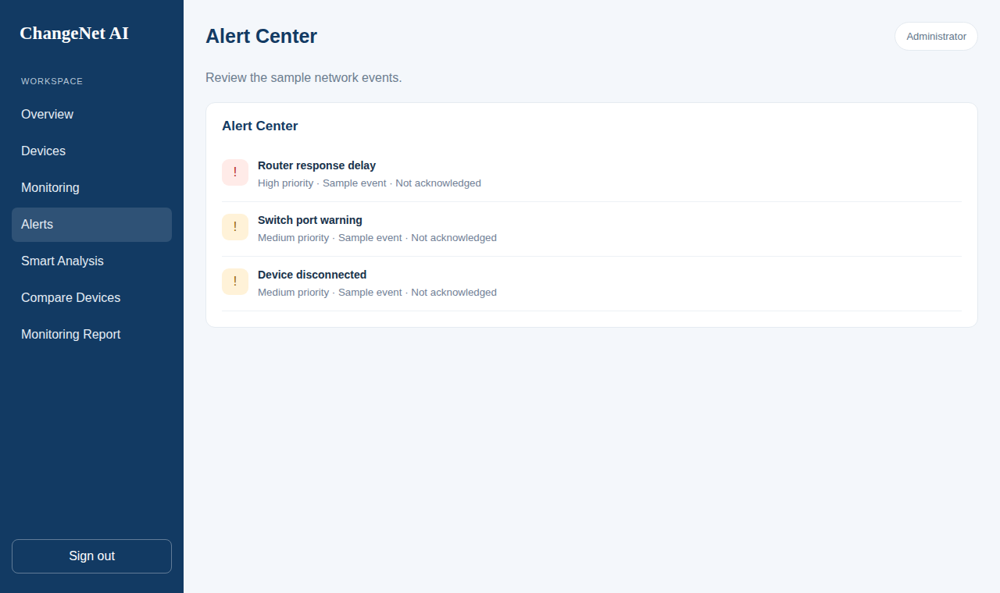 ChangeNet AI
WORKSPACE
Overview
Devices
Monitoring
Alerts
Smart Analysis
Compare Devices
Monitoring Report
Sign out
Alert Center
Administrator
Review the sample network events.
Alert Center
!
Router response delay
High priority · Sample event · Not acknowledged
!
Switch port warning
Medium priority · Sample event · Not acknowledged
!
Device disconnected
Medium priority · Sample event · Not acknowledged